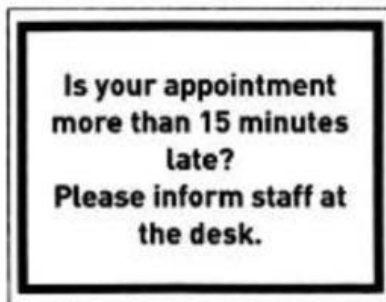 Is your appointment
more than 15 minutes
late?
Please inform staff at
the desk.